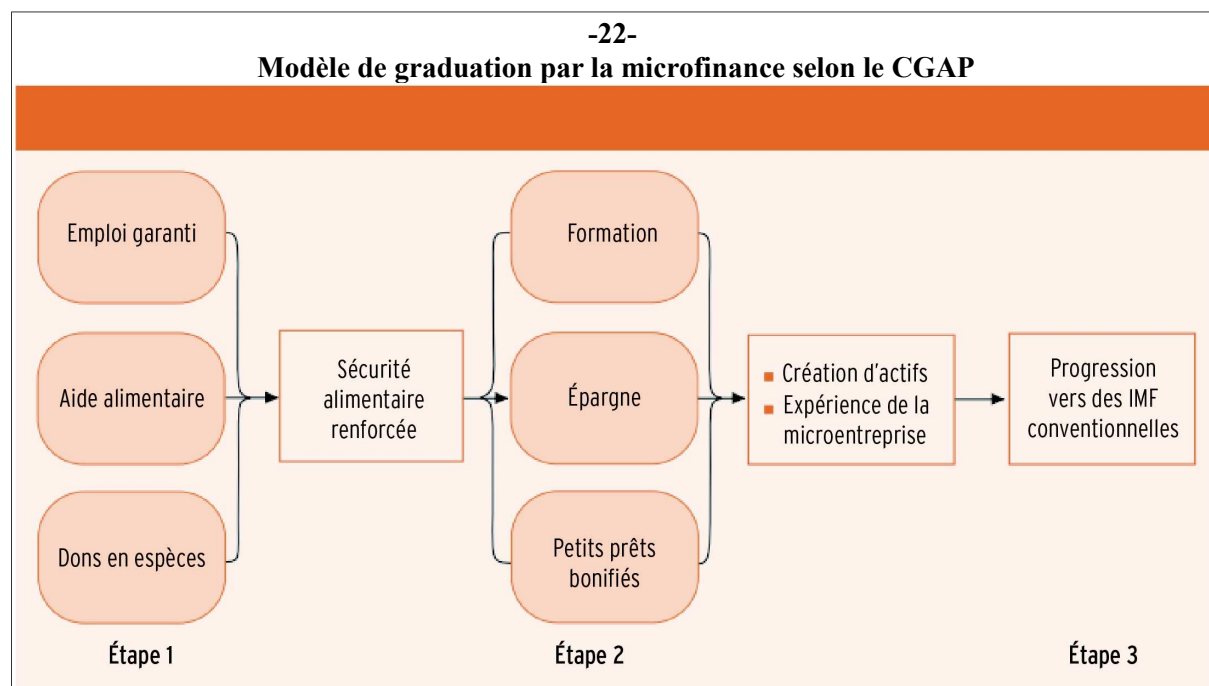 -22-
Modèle de graduation par la microfinance selon le CGAP
Emploi garanti
Aide alimentaire
Dons en espèces
Étape 1
Sécurité
alimentaire
renforcée
Formation
Épargne
Petits prêts
bonifiés
Étape 2
Création d'actifs
Expérience de la
microentreprise
Progression
vers des IMF
conventionnelles
Étape 3